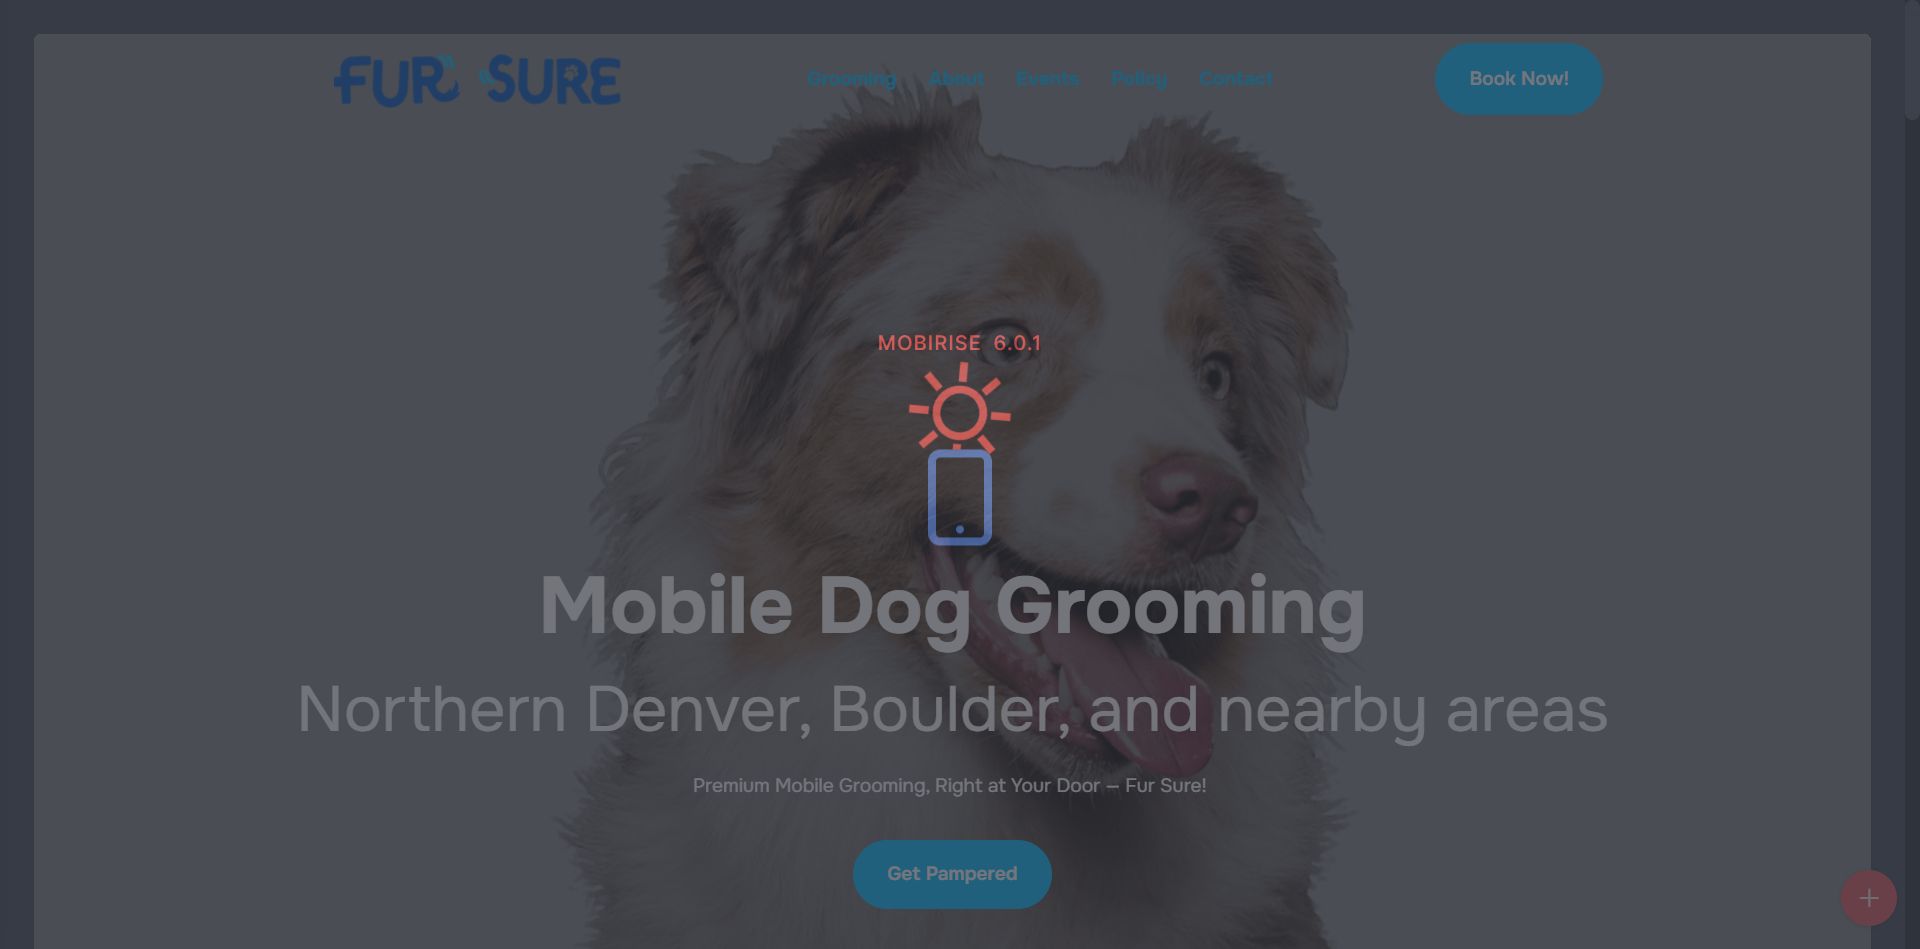 FUR SURE
Grooming About Events Policy Contact
Book Now!
MOBIRISE 6.0.1
Mobile Dog Grooming
Northern Denver, Boulder, and nearby areas
Premium Mobile Grooming, Right at Your Door – Fur Sure!
Get Pampered